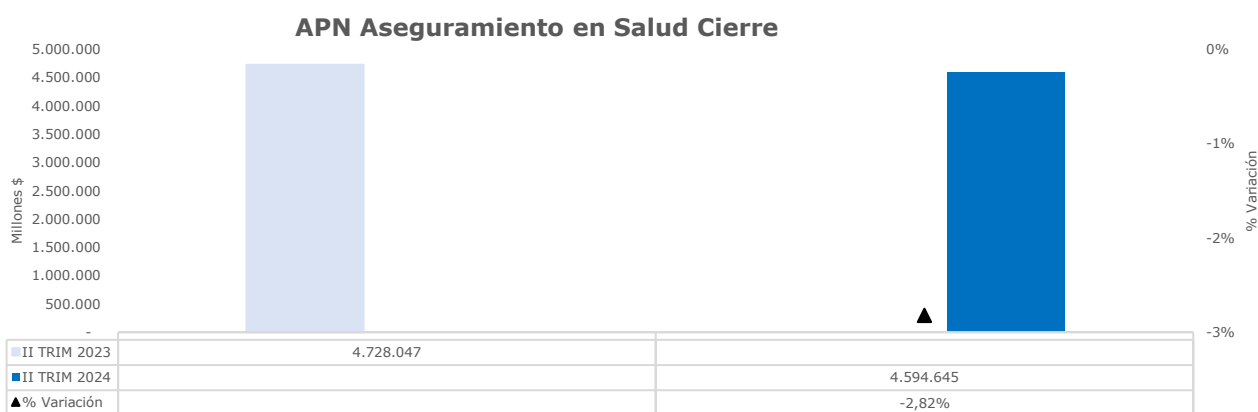 APN Aseguramiento en Salud Cierre
5.000.000
4.500.000
4.000.000
3.500.000
3.000.000
2.500.000
2.000.000
1.500.000
1.000.000
500.000
-
Millones $
0%
-1%
-2%
-3%
% Variación
II TRIM 2023 4.728.047
II TRIM 2024 4.594.645
% Variación -2,82%